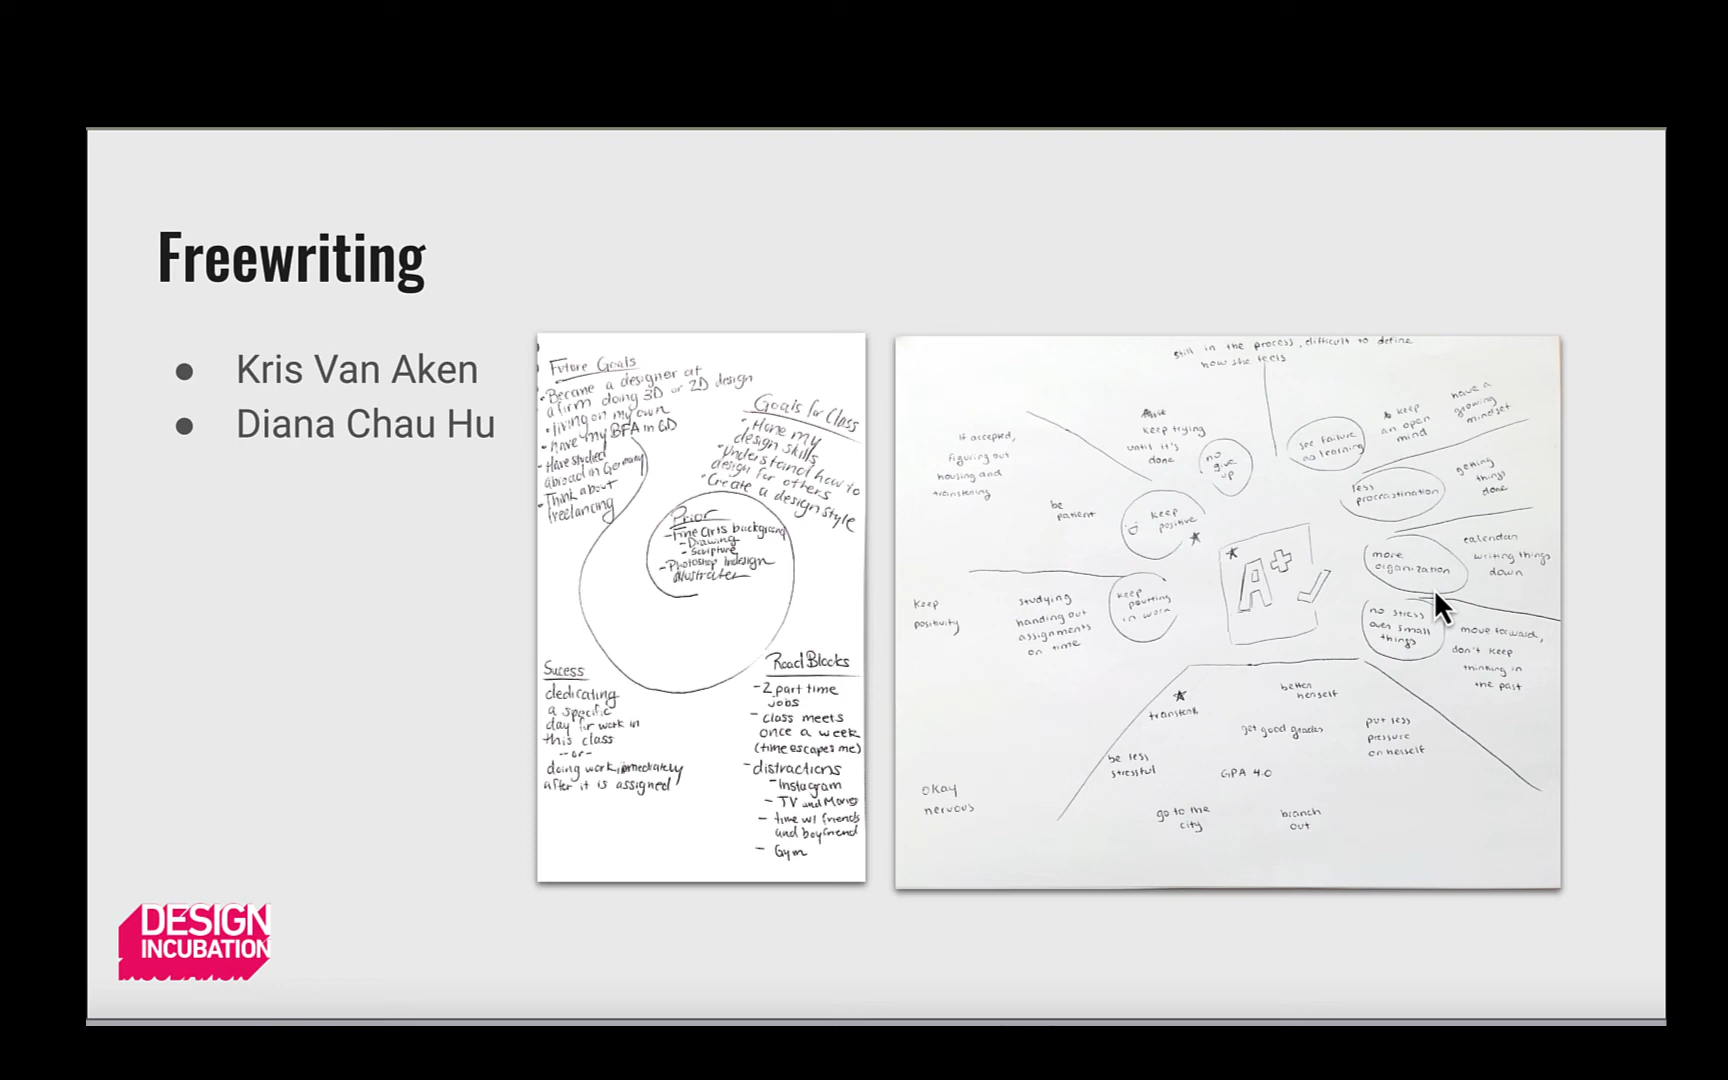 Freewriting
● Kris Van Aken
● Diana Chau Hu
Future Goals
- Became a designer at
a firm doing 3D or 2D design
- living on my own
- have my BFA in GD
- Have studied
abroad in Germany
- Think about
freelancing
Goals for Class
- Hone my
design skills
- Understand how to
design for others
- Create a design style
Prior
- Fine arts background
- Drawing
- Sculpture
- Photoshop Indesign
illustrater
Sucess
dedicating
a specific
day for work in
this class
-or-
doing work immediately
after it is assigned
Road Blocks
- 2 part time
jobs
- class meets
once a week
(time escapes me)
- distractions
- Instagram
- TV and Movies
- time w/ friends
and boyfriend
- Gym
still in the process, difficult to define
how she feels
If accepted,
figuring out
housing and
transfering
be
patient
keep trying
until it's
done
no
give
up
keep
positive
see failure
as learning
keep
an open
mind
have a
growing
mindset
less
procrastination
getting
things
done
more
organization
calendar
writing things
down
no stress
over small
things
move forward,
don't keep
thinking in
the past
A+
keep
positivity
studying
handing out
assignments
on time
keep
putting
in work
transfer
better
herself
get good grades
put less
pressure
on herself
be less
stressful
GPA 4.0
go to the
city
branch
out
okay
nervous
DESIGN
INCUBATION